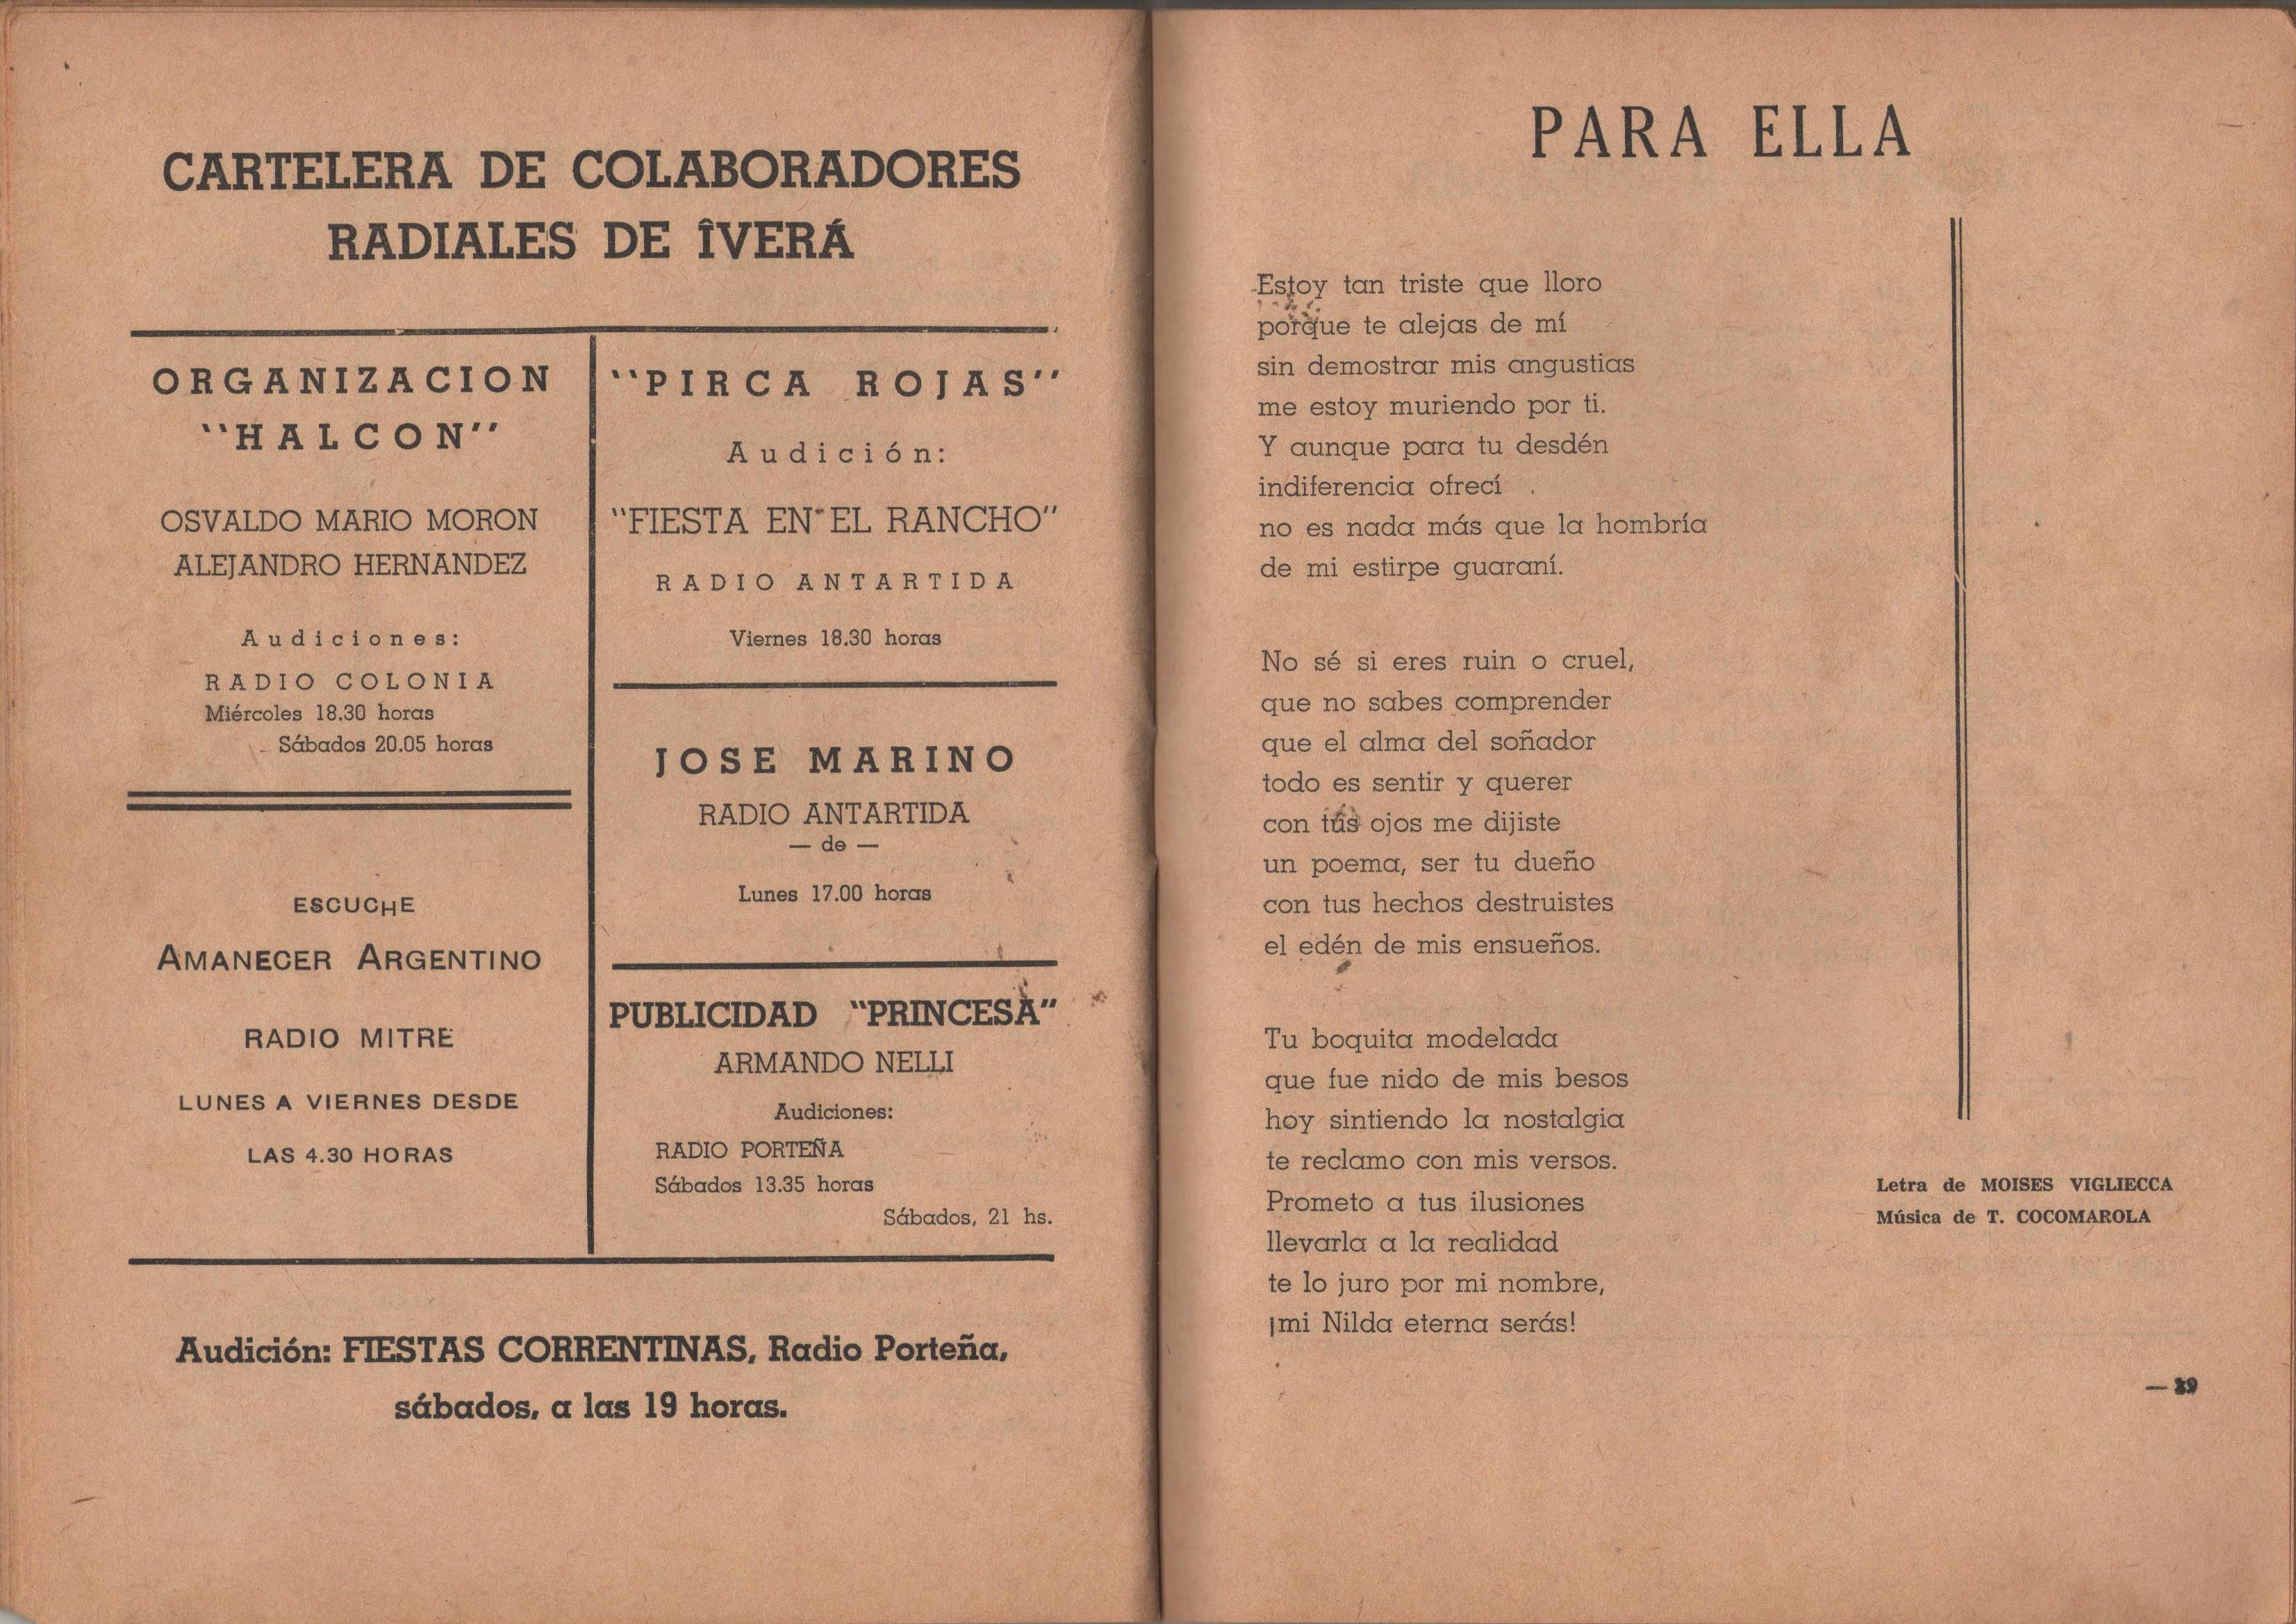 CARTELERA DE COLABORADORES
RADIALES DE ÎVERÁ
ORGANIZACION
"HALCON"
OSVALDO MARIO MORON
ALEJANDRO HERNANDEZ
Audiciones:
RADIO COLONIA
Miércoles 18.30 horas
Sábados 20.05 horas
ESCUCHE
AMANECER ARGENTINO
RADIO MITRE
LUNES A VIERNES DESDE
LAS 4.30 HORAS
"PIRCA ROJAS"
Audición:
"FIESTA EN EL RANCHO"
RADIO ANTARTIDA
Viernes 18.30 horas
JOSE MARINO
RADIO ANTARTIDA
— de —
Lunes 17.00 horas
PUBLICIDAD "PRINCESA"
ARMANDO NELLI
Audiciones:
RADIO PORTEÑA
Sábados 13.35 horas
Sábados, 21 hs.
Audición: FIESTAS CORRENTINAS, Radio Porteña,
sábados, a las 19 horas.
PARA ELLA
Estoy tan triste que lloro
porque te alejas de mí
sin demostrar mis angustias
me estoy muriendo por ti.
Y aunque para tu desdén
indiferencia ofrecí
no es nada más que la hombría
de mi estirpe guaraní.
No sé si eres ruin o cruel,
que no sabes comprender
que el alma del soñador
todo es sentir y querer
con tus ojos me dijiste
un poema, ser tu dueño
con tus hechos destruistes
el edén de mis ensueños.
Tu boquita modelada
que fue nido de mis besos
hoy sintiendo la nostalgia
te reclamo con mis versos.
Prometo a tus ilusiones
llevarla a la realidad
te lo juro por mi nombre,
¡mi Nilda eterna serás!
Letra de MOISES VIGLIECCA
Música de T. COCOMAROLA
—